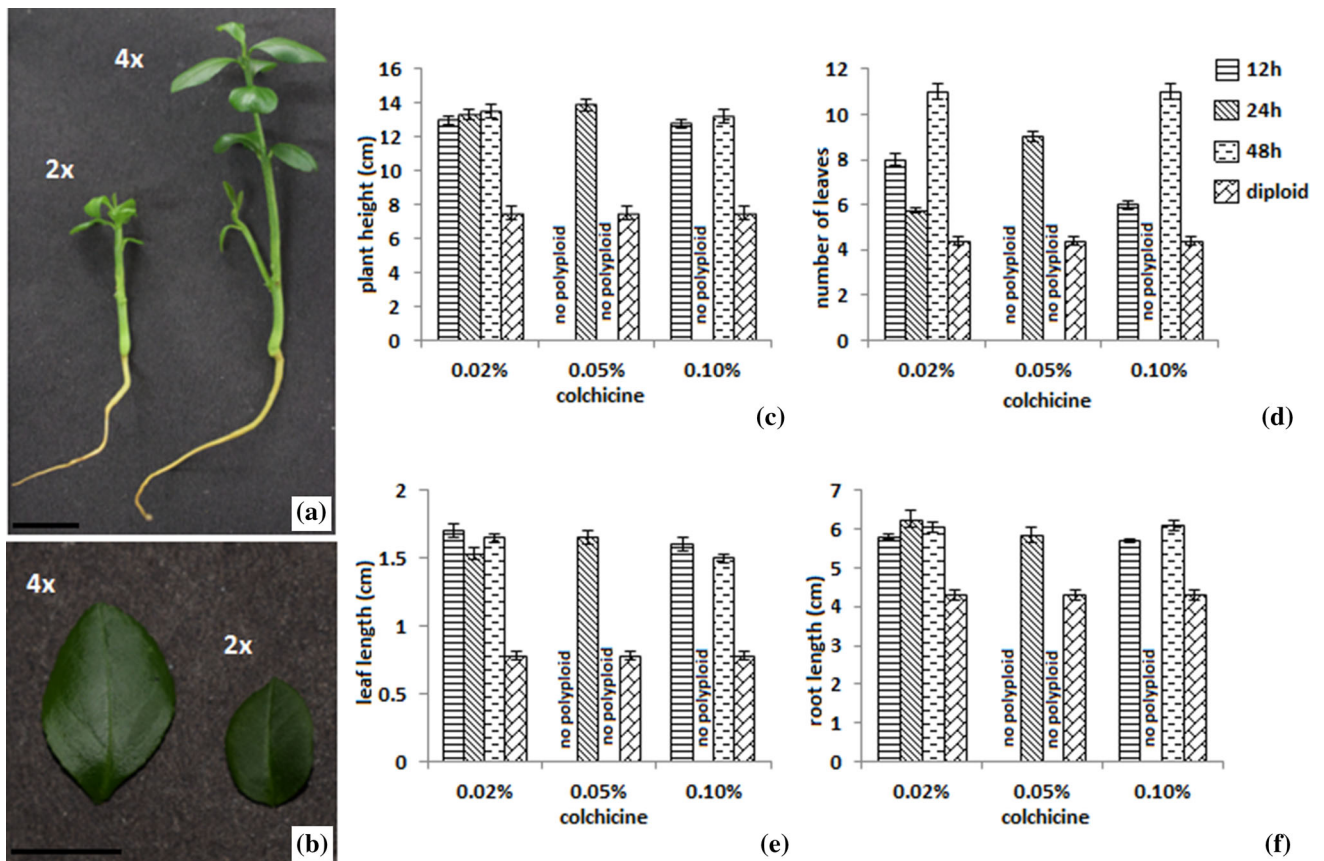 4x
2x
(a)
4x
2x
(b)
plant height (cm)
16
14
12
10
8
6
4
2
0
no polyploid
no polyploid
no polyploid
0.02%
0.05%
0.10%
colchicine
(c)
number of leaves
12
10
8
6
4
2
0
no polyploid
no polyploid
no polyploid
0.02%
0.05%
0.10%
colchicine
(d)
12h
24h
48h
diploid
leaf length (cm)
2
1.5
1
0.5
0
no polyploid
no polyploid
no polyploid
0.02%
0.05%
0.10%
colchicine
(e)
root length (cm)
7
6
5
4
3
2
1
0
no polyploid
no polyploid
no polyploid
0.02%
0.05%
0.10%
colchicine
(f)